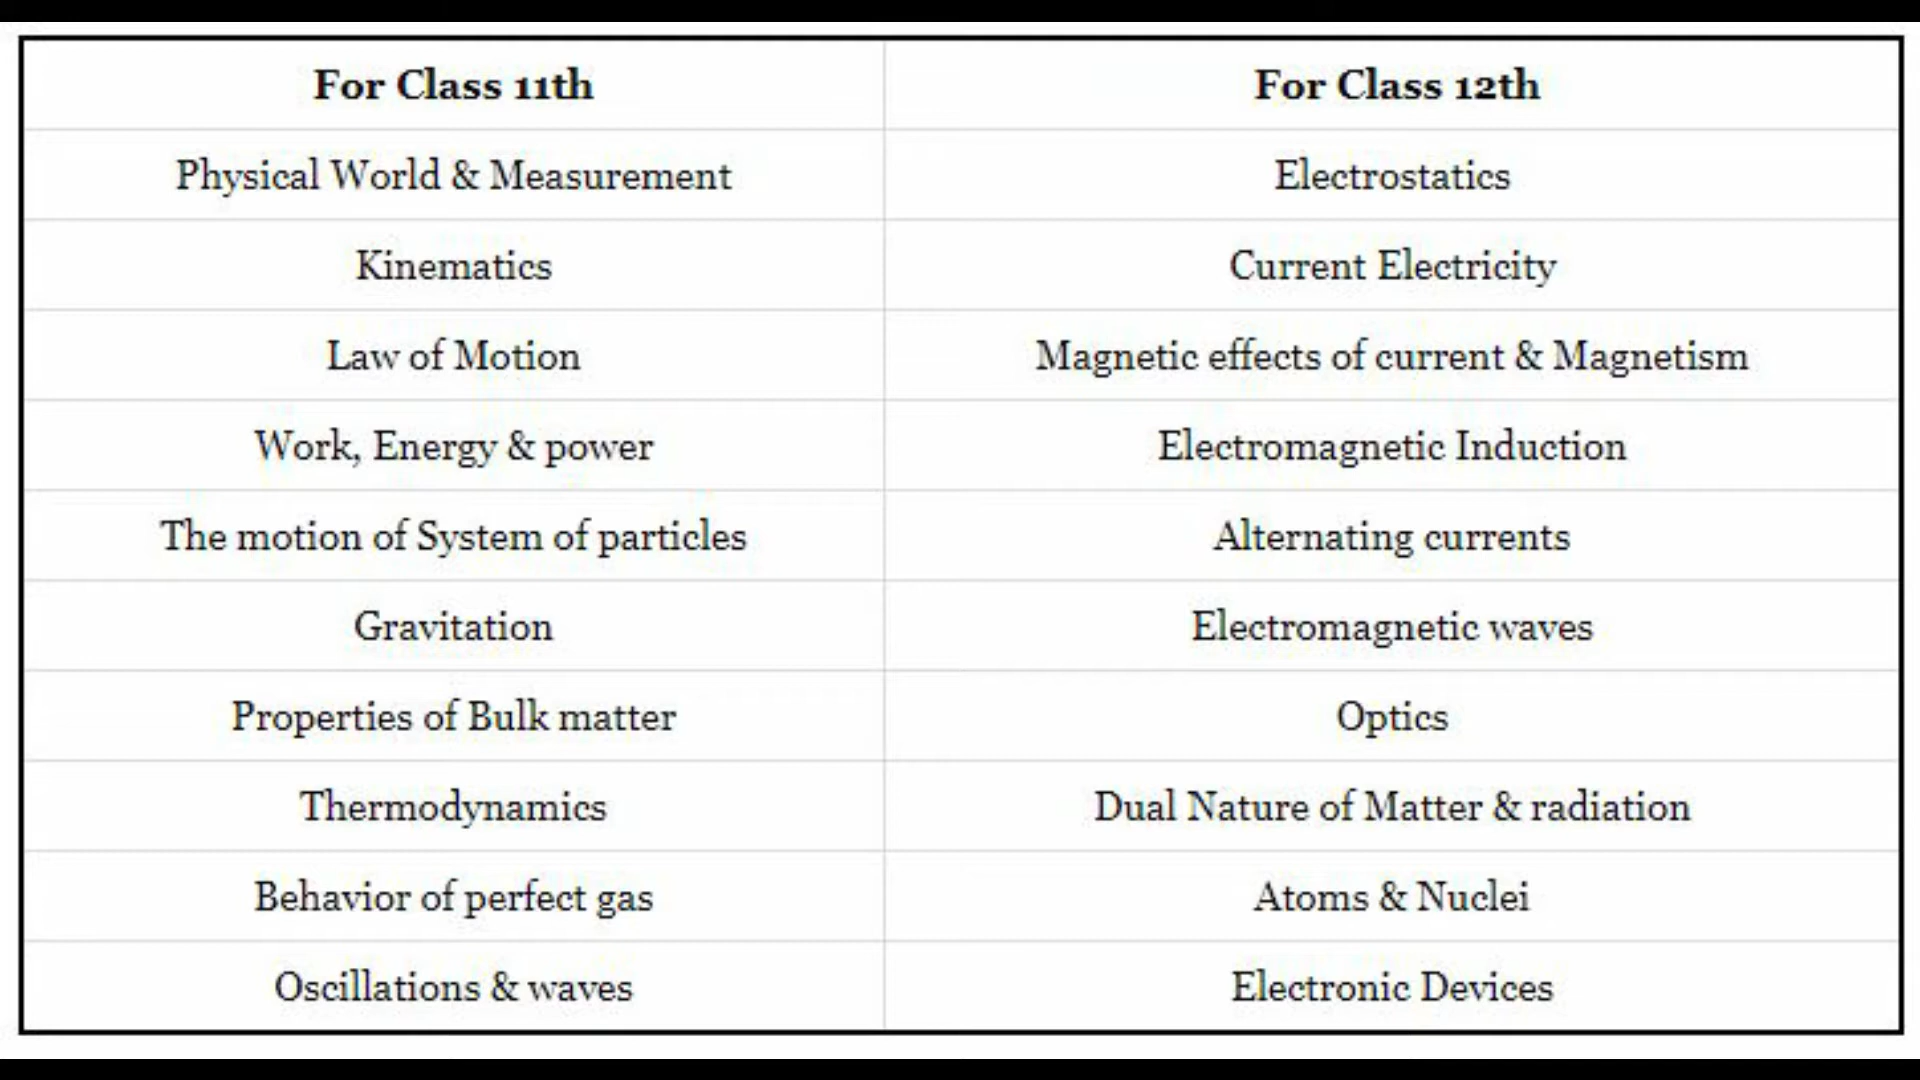 For Class 11th For Class 12th
Physical World & Measurement Electrostatics
Kinematics Current Electricity
Law of Motion Magnetic effects of current & Magnetism
Work, Energy & power Electromagnetic Induction
The motion of System of particles Alternating currents
Gravitation Electromagnetic waves
Properties of Bulk matter Optics
Thermodynamics Dual Nature of Matter & radiation
Behavior of perfect gas Atoms & Nuclei
Oscillations & waves Electronic Devices